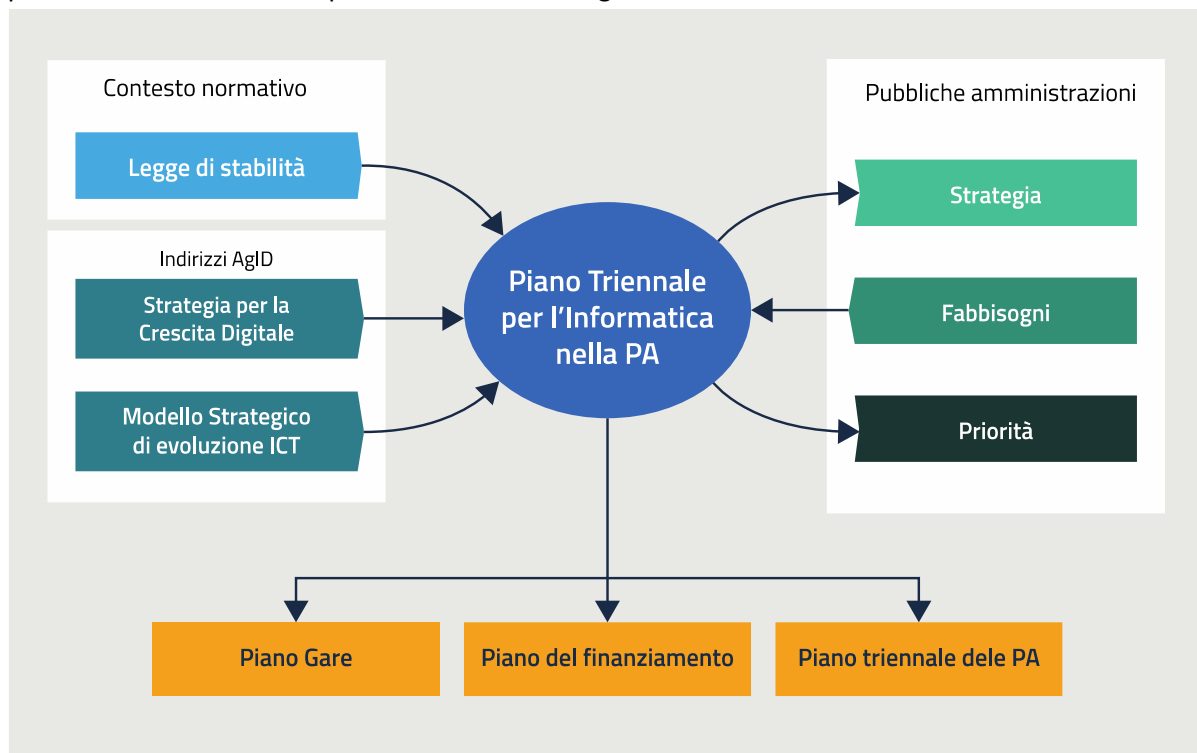 Contesto normativo
Legge di stabilità
Indirizzi AgID
Strategia per la
Crescita Digitale
Modello Strategico
di evoluzione ICT
Piano Triennale
per l'Informatica
nella PA
Pubbliche amministrazioni
Strategia
Fabbisogni
Priorità
Piano Gare
Piano del finanziamento
Piano triennale dele PA